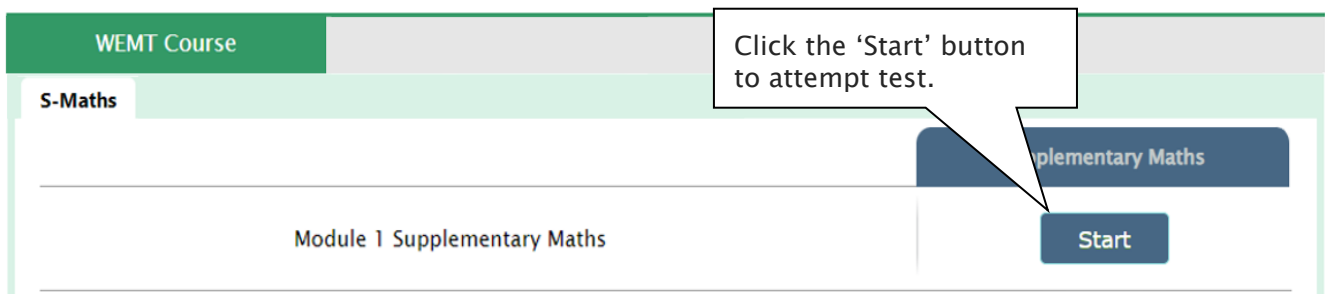 WEMT Course
Click the ‘Start’ button
to attempt test.
S-Maths
plementary Maths
Module 1 Supplementary Maths
Start